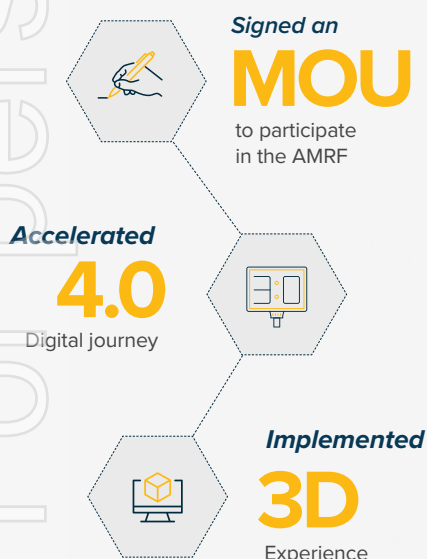 Signed an
MOU
to participate
in the AMRF
Accelerated
4.0
Digital journey
Implemented
3D
Experience